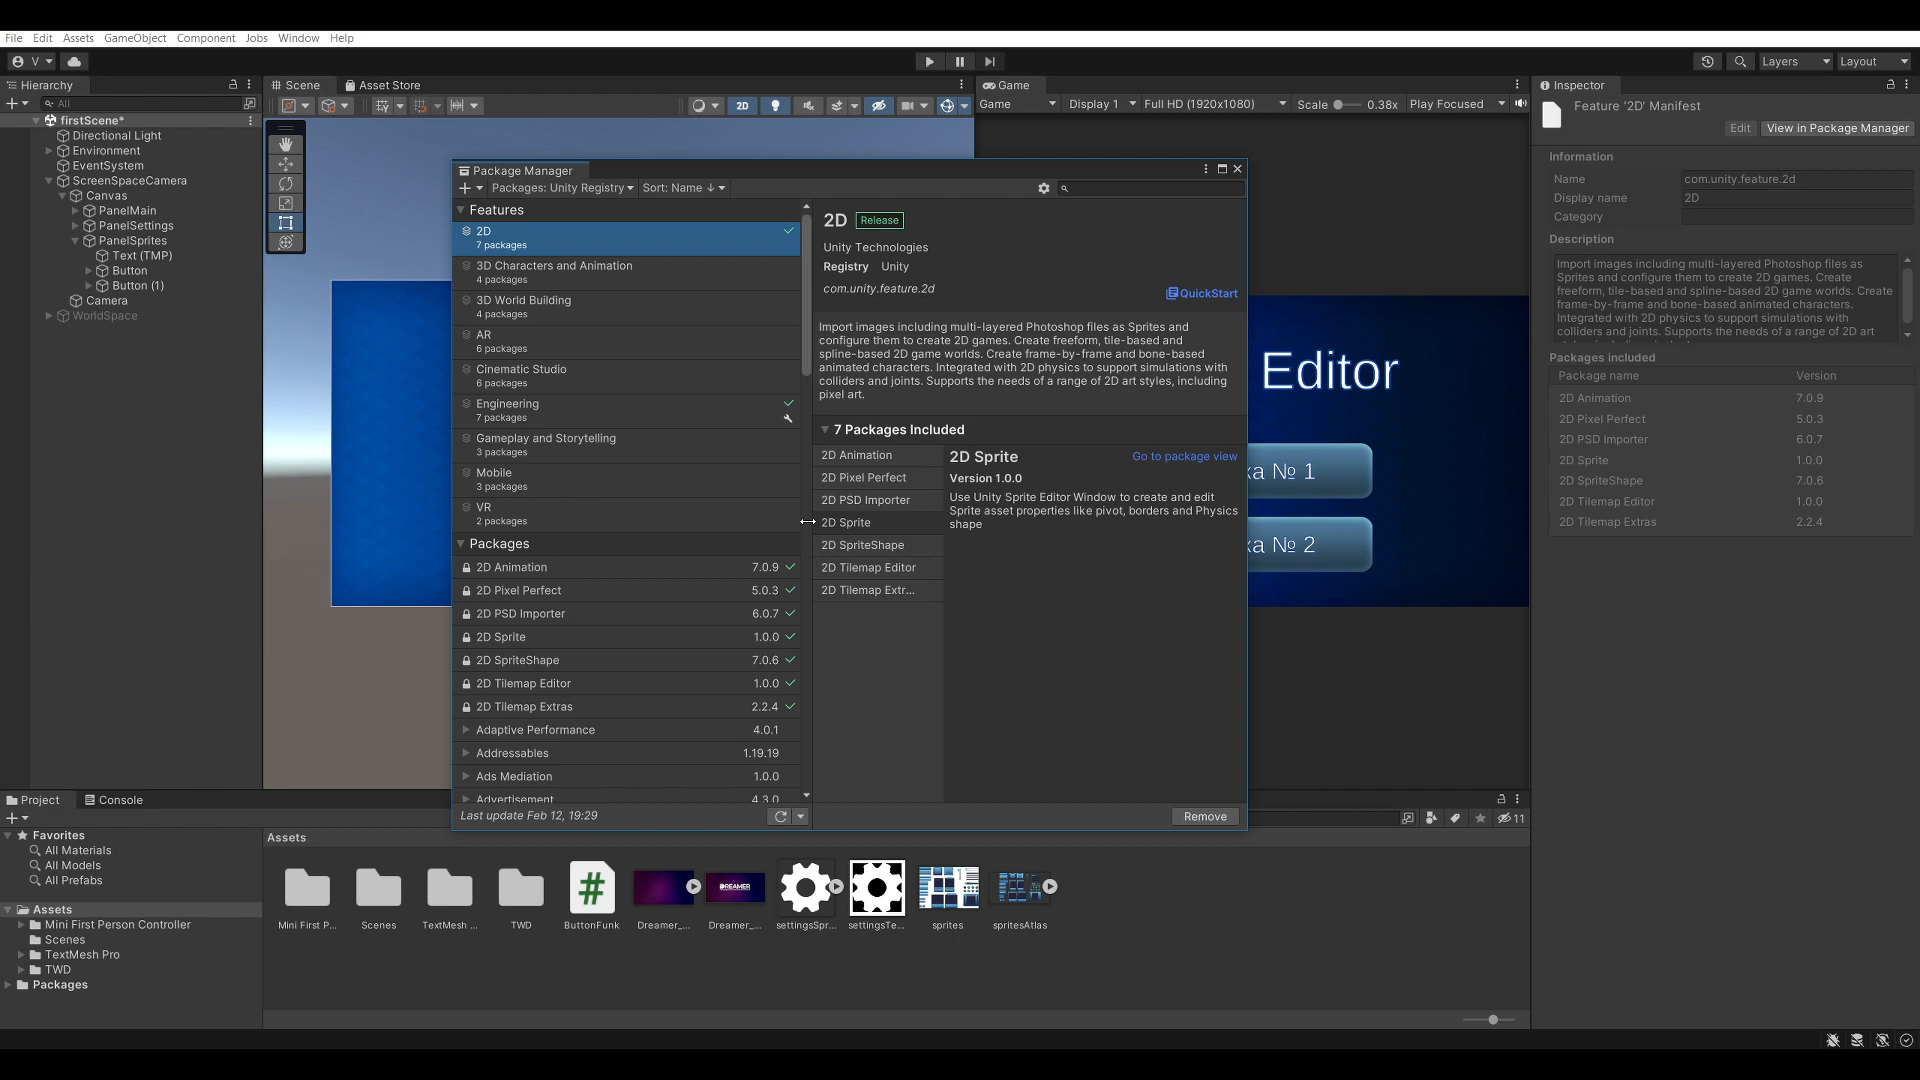 File Edit Assets GameObject Component Jobs Window Help
V
Layers Layout
Hierarchy
All
firstScene*
Directional Light
Environment
EventSystem
ScreenSpaceCamera
Canvas
PanelMain
PanelSettings
PanelSprites
Text (TMP)
Button
Button (1)
Camera
WorldSpace
Scene Asset Store
2D
Game
Game Display 1 Full HD (1920x1080) Scale 0.38x Play Focused
Editor
ка № 1
ка № 2
Package Manager
Packages: Unity Registry Sort: Name ↓
Features
2D
7 packages
3D Characters and Animation
4 packages
3D World Building
4 packages
AR
6 packages
Cinematic Studio
6 packages
Engineering
7 packages
Gameplay and Storytelling
3 packages
Mobile
3 packages
VR
2 packages
Packages
2D Animation 7.0.9
2D Pixel Perfect 5.0.3
2D PSD Importer 6.0.7
2D Sprite 1.0.0
2D SpriteShape 7.0.6
2D Tilemap Editor 1.0.0
2D Tilemap Extras 2.2.4
Adaptive Performance 4.0.1
Addressables 1.19.19
Ads Mediation 1.0.0
Advertisement 4.3.0
Last update Feb 12, 19:29
2D Release
Unity Technologies
Registry Unity
com.unity.feature.2d
QuickStart
Import images including multi-layered Photoshop files as Sprites and
configure them to create 2D games. Create freeform, tile-based and
spline-based 2D game worlds. Create frame-by-frame and bone-based
animated characters. Integrated with 2D physics to support simulations with
colliders and joints. Supports the needs of a range of 2D art styles, including
pixel art.
7 Packages Included
2D Animation
2D Pixel Perfect
2D PSD Importer
2D Sprite
2D SpriteShape
2D Tilemap Editor
2D Tilemap Extr...
2D Sprite Go to package view
Version 1.0.0
Use Unity Sprite Editor Window to create and edit
Sprite asset properties like pivot, borders and Physics
shape
Remove
Inspector
Feature '2D' Manifest
Edit View in Package Manager
Information
Name com.unity.feature.2d
Display name 2D
Category
Description
Import images including multi-layered Photoshop files as
Sprites and configure them to create 2D games. Create
freeform, tile-based and spline-based 2D game worlds. Create
frame-by-frame and bone-based animated characters.
Integrated with 2D physics to support simulations with
colliders and joints. Supports the needs of a range of 2D art
Packages included
Package name Version
2D Animation 7.0.9
2D Pixel Perfect 5.0.3
2D PSD Importer 6.0.7
2D Sprite 1.0.0
2D SpriteShape 7.0.6
2D Tilemap Editor 1.0.0
2D Tilemap Extras 2.2.4
Project Console
11
Favorites
All Materials
All Models
All Prefabs
Assets
Mini First Person Controller
Scenes
TextMesh Pro
TWD
Packages
Assets
DREAMER
Mini First P... Scenes TextMesh ... TWD ButtonFunk Dreamer_... Dreamer_... settingsSpr... settingsTe... sprites spritesAtlas